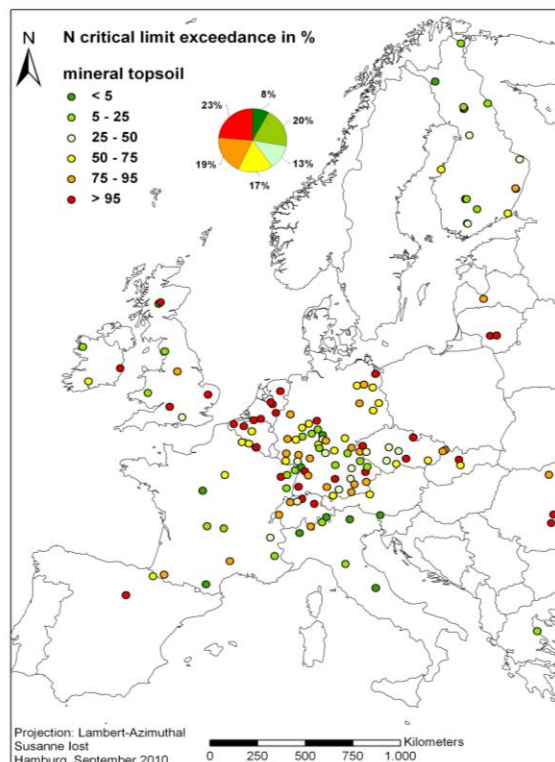 N
N critical limit exceedance in %
mineral topsoil
< 5
5 - 25
25 - 50
50 - 75
75 - 95
> 95
8%
20%
13%
17%
19%
23%
Projection: Lambert-Azimuthal
Susanne Iost
Hamburg, September 2010
0 250 500 750 1.000 Kilometers